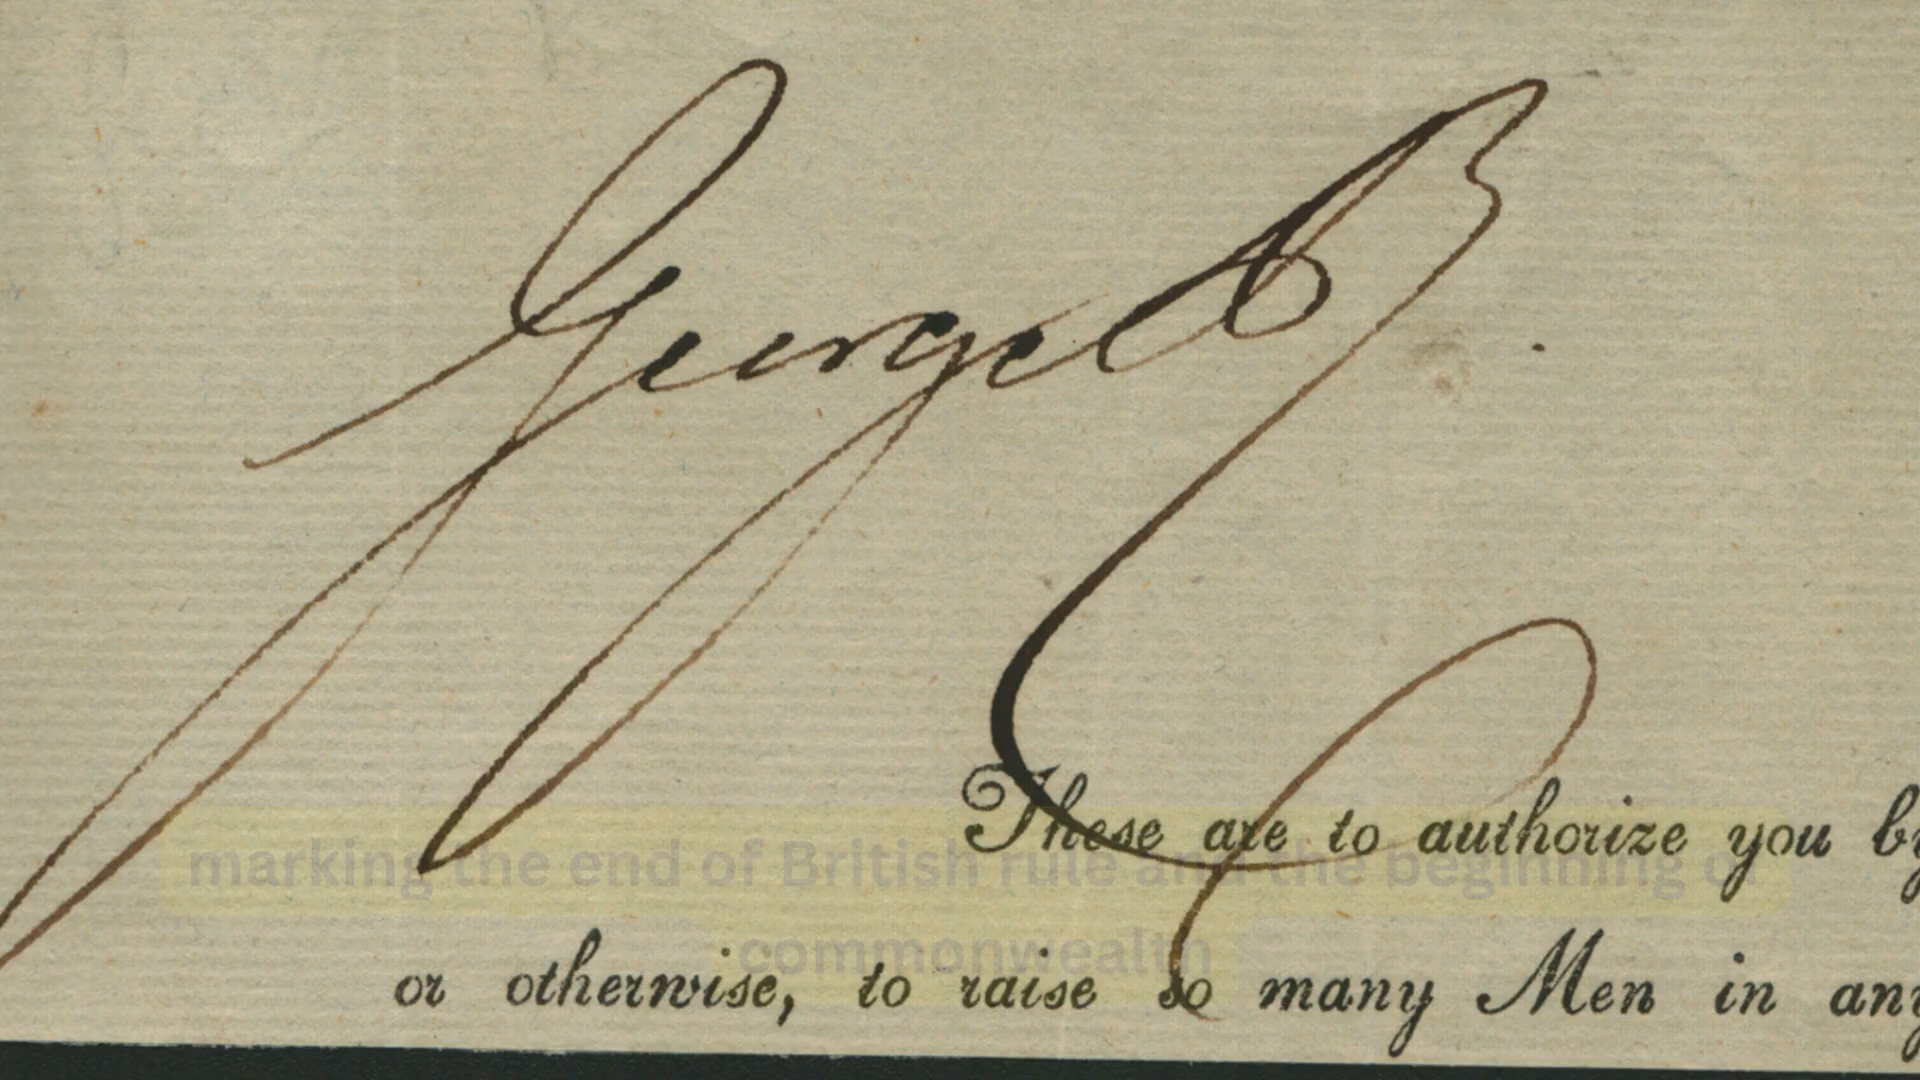 George R
These are to authorize you by
marking the end of British rule and the beginning of
commonwealth
or otherwise, to raise so many Men in any